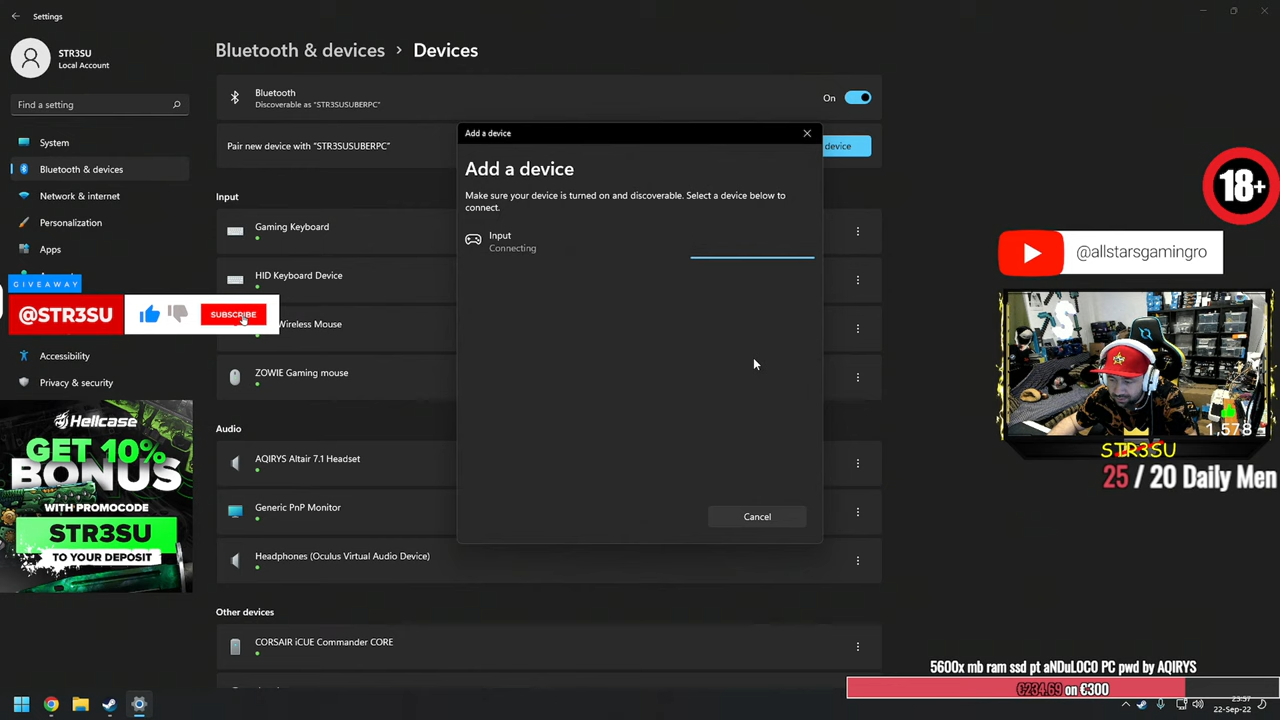 Settings
STR3SU
Local Account
Find a setting
System
Bluetooth & devices
Network & internet
Personalization
Apps
GIVEAWAY
@STR3SU
SUBSCRIBE
Accessibility
Privacy & security
Hellcase
GET 10%
BONUS
WITH PROMOCODE
STR3SU
TO YOUR DEPOSIT
Bluetooth & devices > Devices
Bluetooth
Discoverable as "STR3SUSUBERPC"
On
Pair new device with "STR3SUSUBERPC"
device
Input
Gaming Keyboard
HID Keyboard Device
Wireless Mouse
ZOWIE Gaming mouse
Audio
AQIRYS Altair 7.1 Headset
Generic PnP Monitor
Headphones (Oculus Virtual Audio Device)
Other devices
CORSAIR iCUE Commander CORE
Add a device
Add a device
Make sure your device is turned on and discoverable. Select a device below to
connect.
Input
Connecting
Cancel
18+
@allstarsgamingro
1,578
STR3SU
25 / 20 Daily Men
5600x mb ram ssd pt aNDuLOCO PC pwd by AQIRYS
€234.69 on €300
23:37
22-Sep-22